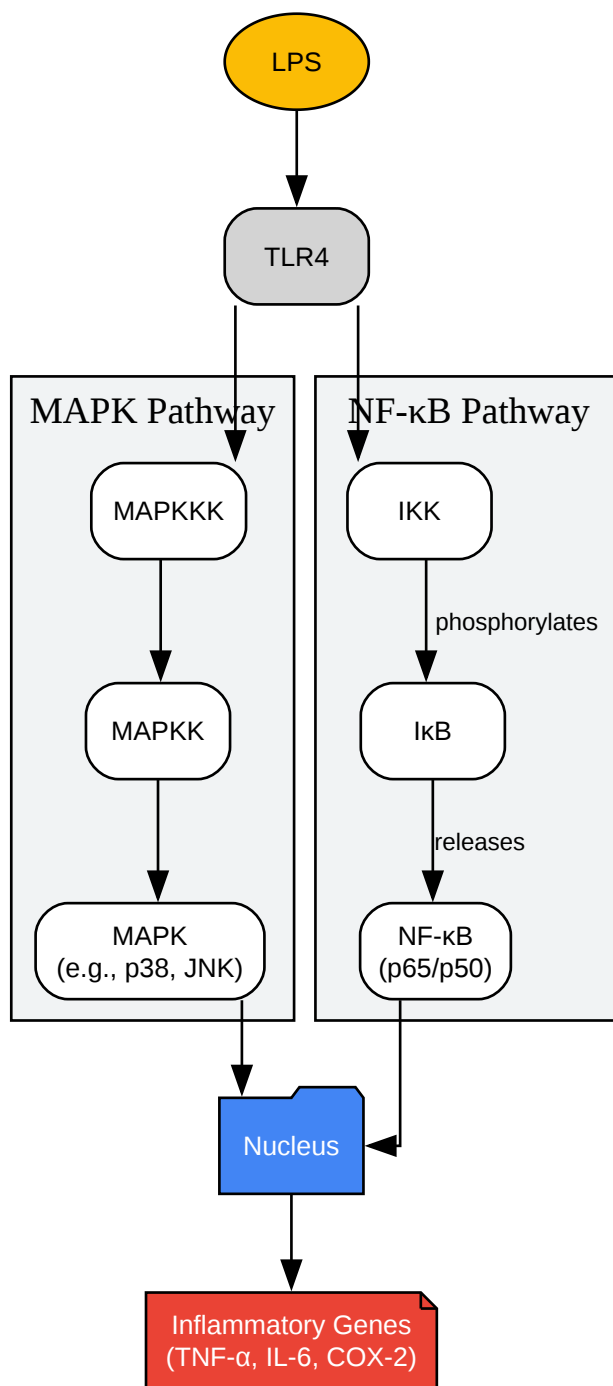 LPS
TLR4
MAPK Pathway
NF-κB Pathway
MAPKKK
IKK
phosphorylates
MAPKK
IκB
releases
MAPK
(e.g., p38, JNK)
NF-κB
(p65/p50)
Nucleus
Inflammatory Genes
(TNF-α, IL-6, COX-2)